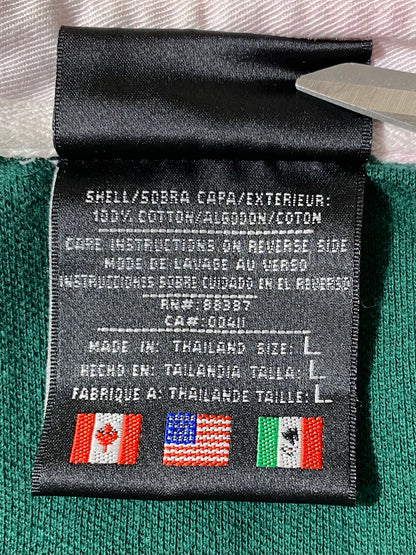 SHELL/SOBRA CAPA/EXTERIEUR:
100% COTTON/ALGODON/COTON
CARE INSTRUCTIONS ON REVERSE SIDE
MODE DE LAVAGE AU VERSO
INSTRUCCIONES SUBRE CUIDADO EN EL REVERSO
RN#: 88387
CA#: 00411
MADE IN: THAILAND SIZE: L
HECHO EN: TAILANDIA TALLA: L
FABRIQUE A: THAILANDE TAILLE: L